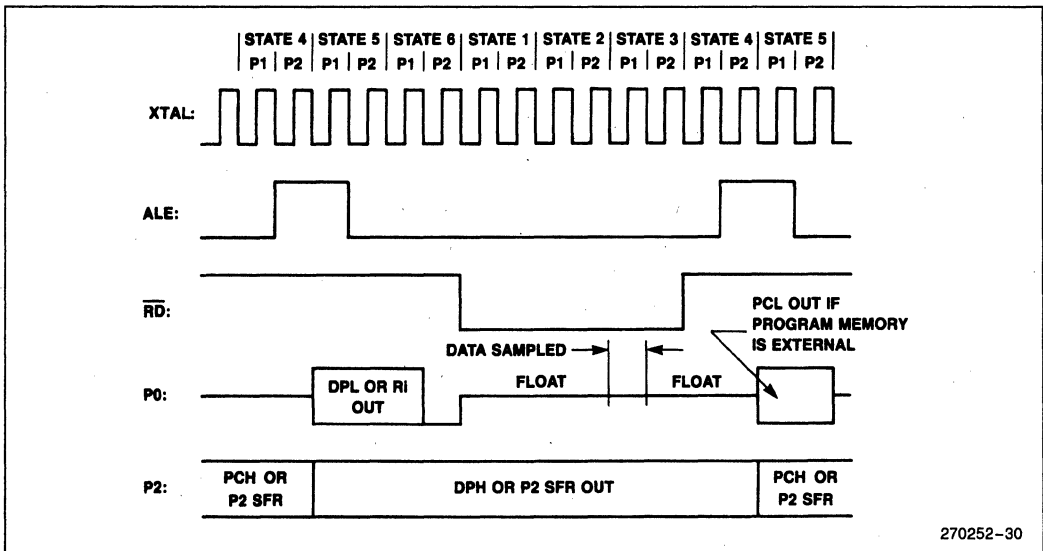 STATE 4 STATE 5 STATE 6 STATE 1 STATE 2 STATE 3 STATE 4 STATE 5
P1 P2 P1 P2 P1 P2 P1 P2 P1 P2 P1 P2 P1 P2 P1 P2
XTAL:
ALE:
RD:
PCL OUT IF
PROGRAM MEMORY
IS EXTERNAL
DATA SAMPLED
P0:
DPL OR Ri
OUT
FLOAT
FLOAT
P2:
PCH OR
P2 SFR
DPH OR P2 SFR OUT
PCH OR
P2 SFR
270252-30